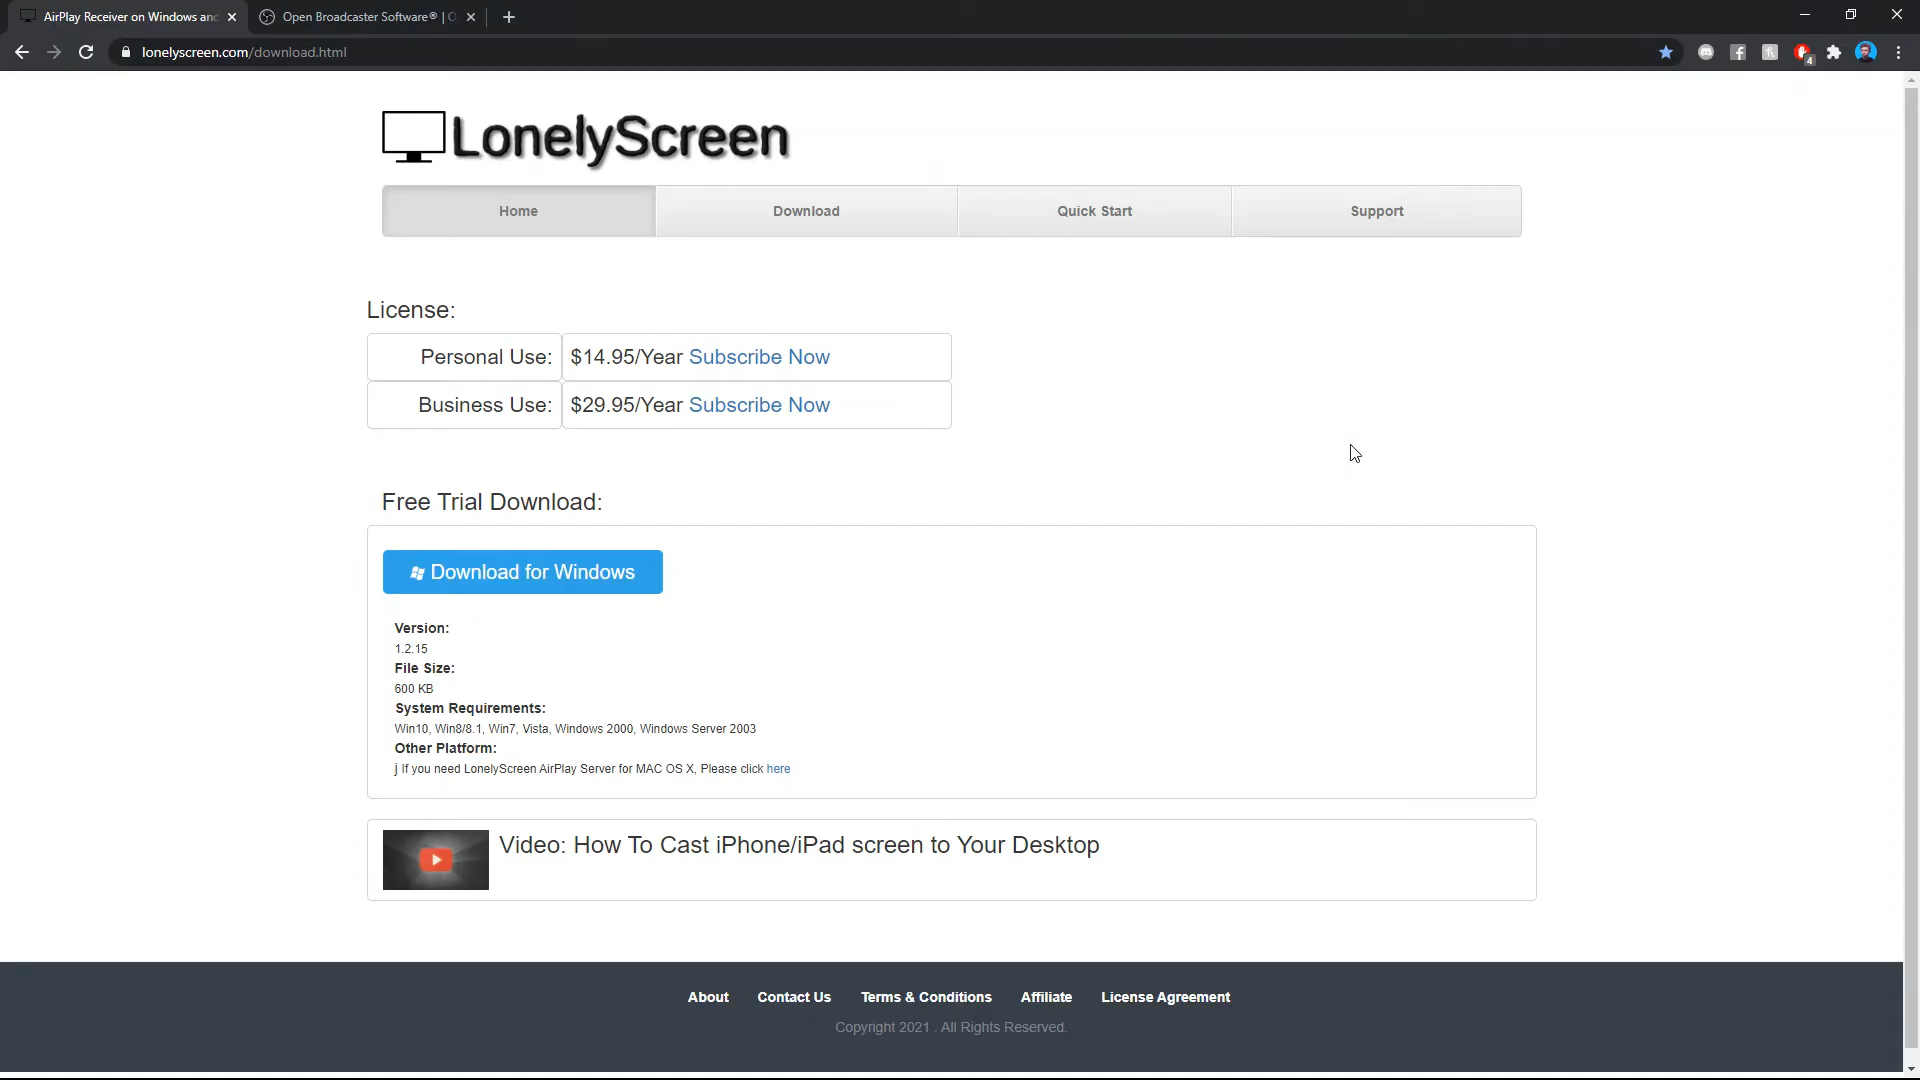 AirPlay Receiver on Windows and
Open Broadcaster Software® | O
lonelyscreen.com/download.html
4
LonelyScreen
Home
Download
Quick Start
Support
License:
Personal Use: $14.95/Year Subscribe Now
Business Use: $29.95/Year Subscribe Now
Free Trial Download:
Download for Windows
Version:
1.2.15
File Size:
600 KB
System Requirements:
Win10, Win8/8.1, Win7, Vista, Windows 2000, Windows Server 2003
Other Platform:
j If you need LonelyScreen AirPlay Server for MAC OS X, Please click here
Video: How To Cast iPhone/iPad screen to Your Desktop
About Contact Us Terms & Conditions Affiliate License Agreement
Copyright 2021 . All Rights Reserved.